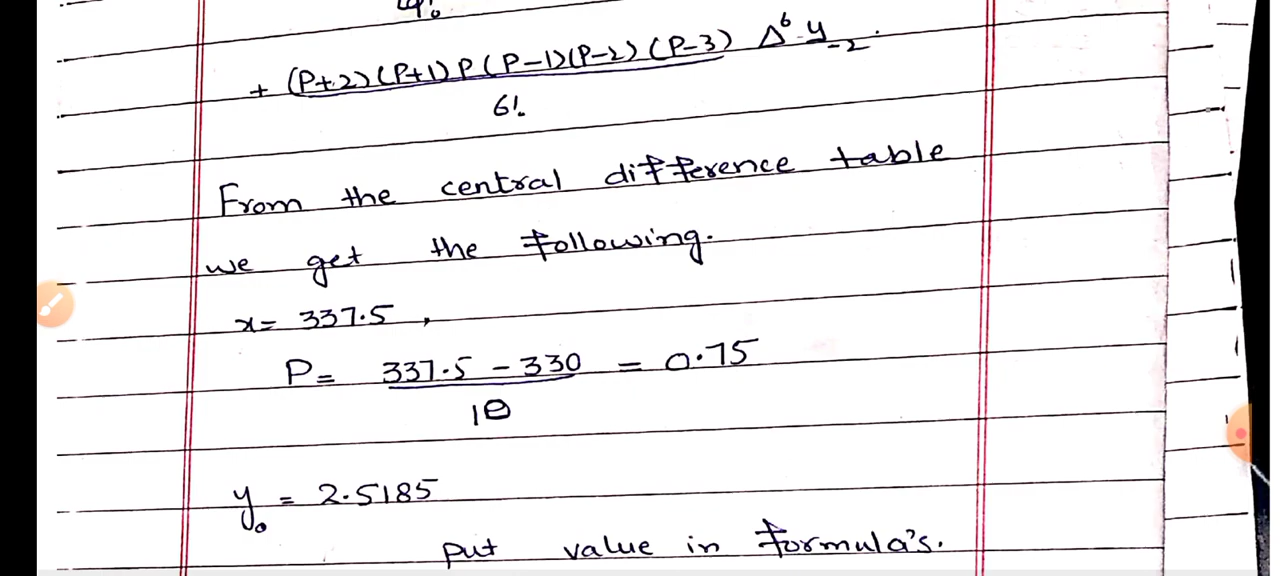 4!
+ (P+2)(P+1)P(P-1)(P-2)(P-3) Δ⁶y₋₂.
6!
From the central difference table
we get the following.
x = 337.5,
P = 337.5 - 330 = 0.75
10
y₀ = 2.5185
put value in formula's.